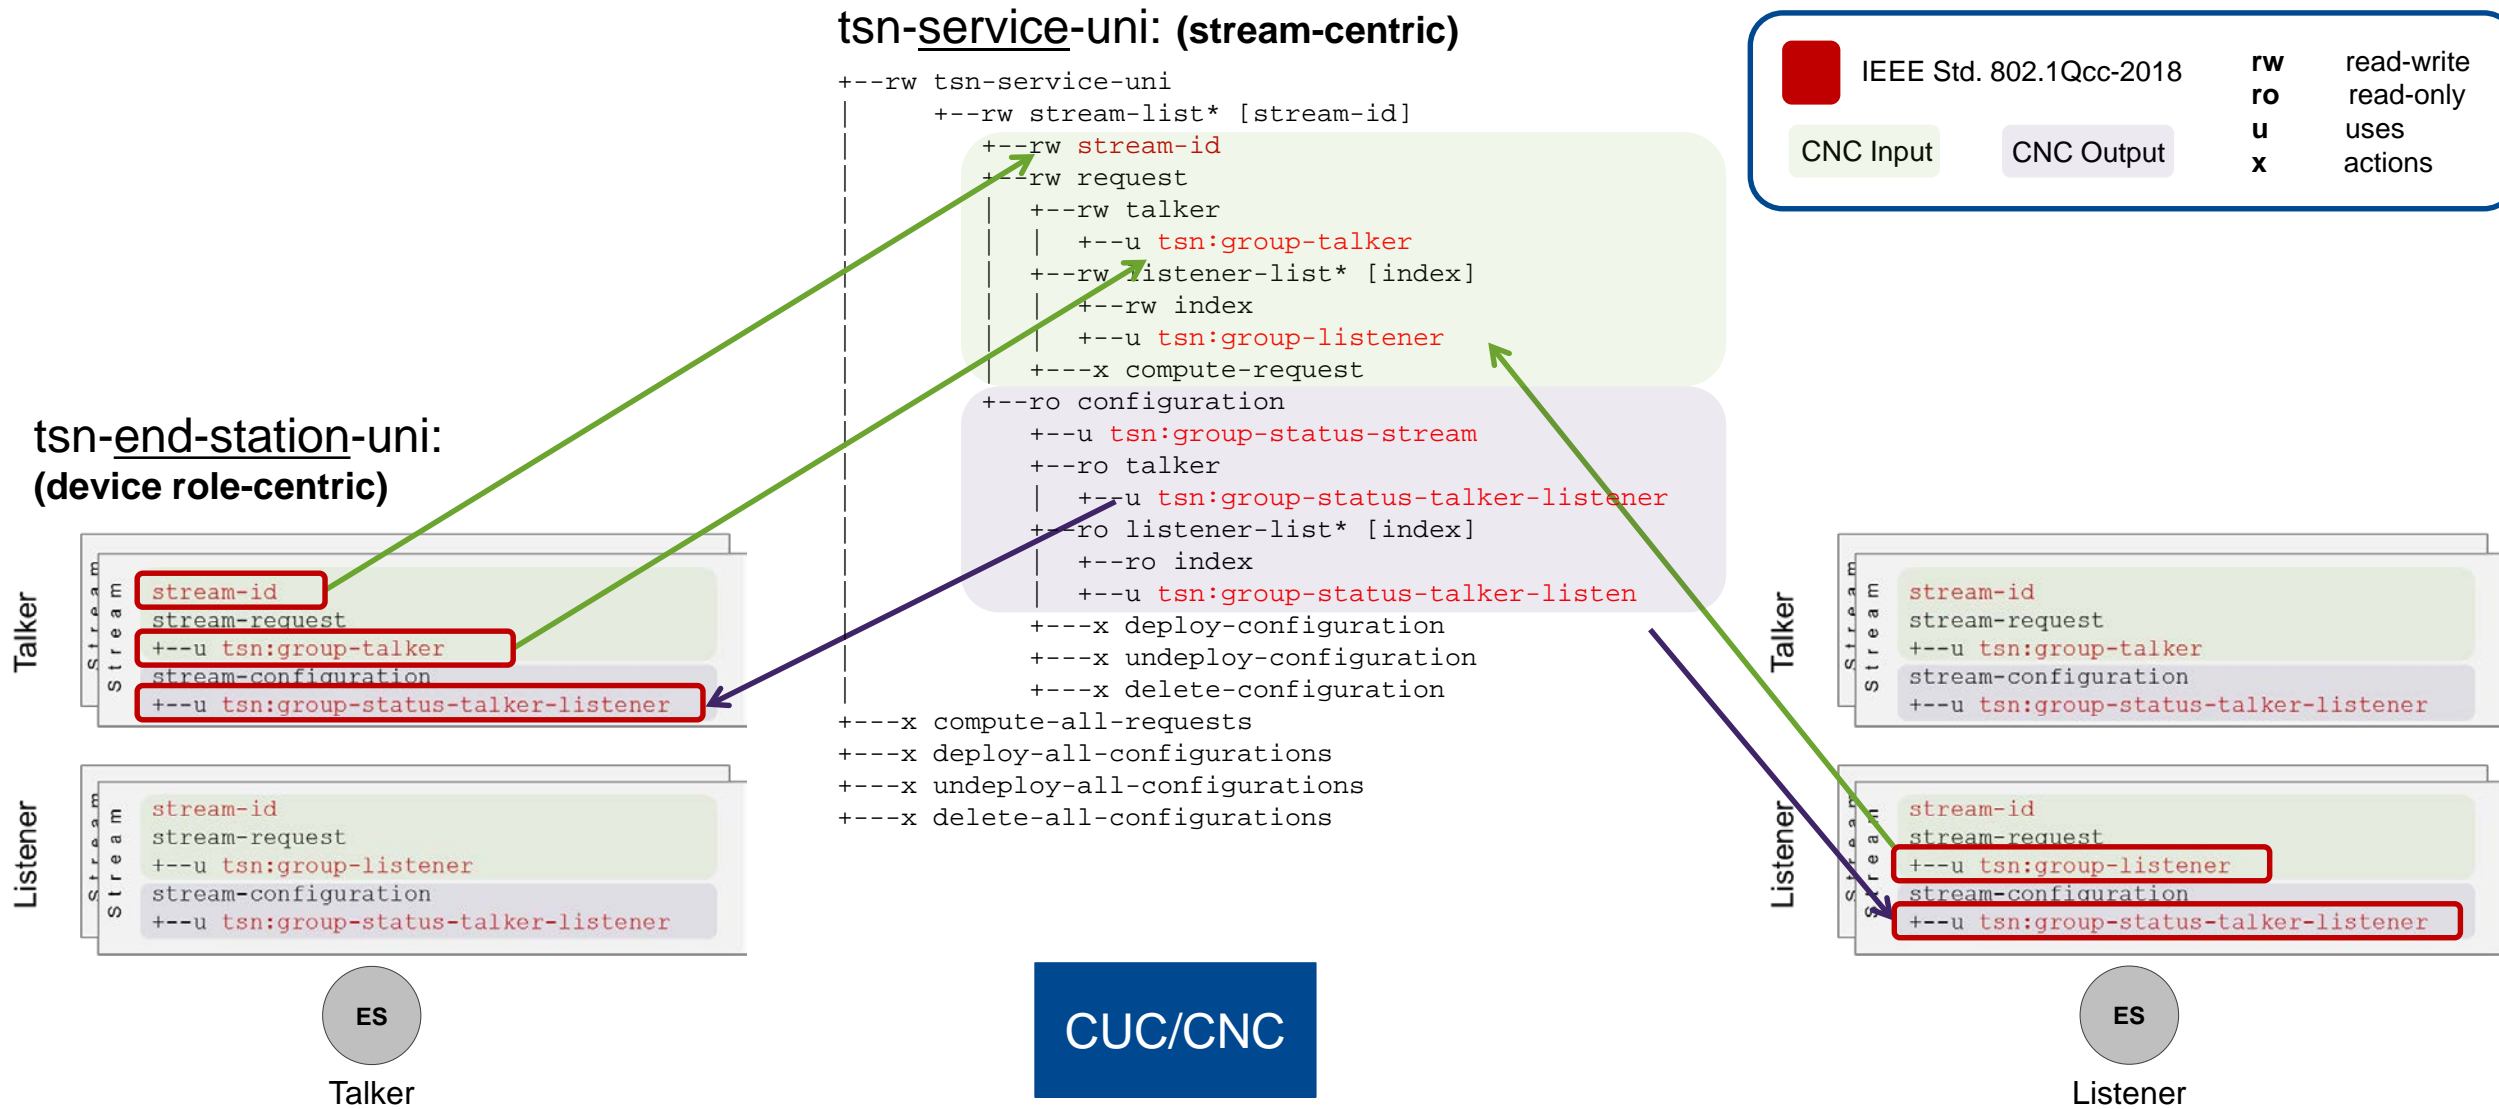 tsn-service-uni: (stream-centric)
+--rw tsn-service-uni
|     +--rw stream-list* [stream-id]
|        +--rw stream-id
|        +--rw request
|        |  +--rw talker
|        |  |  +--u tsn:group-talker
|        |  +--rw listener-list* [index]
|        |  |  +--rw index
|        |  |  +--u tsn:group-listener
|        |  +---x compute-request
|        +--ro configuration
|           +--u tsn:group-status-stream
|           +--ro talker
|           |  +--u tsn:group-status-talker-listener
|           +--ro listener-list* [index]
|           |  +--ro index
|           |  +--u tsn:group-status-talker-listen
|           +---x deploy-configuration
|           +---x undeploy-configuration
|           +---x delete-configuration
+---x compute-all-requests
+---x deploy-all-configurations
+---x undeploy-all-configurations
+---x delete-all-configurations
IEEE Std. 802.1Qcc-2018
CNC Input
CNC Output
rw read-write
ro read-only
u uses
x actions
tsn-end-station-uni:
(device role-centric)
Talker
Stream
Stream
stream-id
stream-request
+--u tsn:group-talker
stream-configuration
+--u tsn:group-status-talker-listener
Listener
Stream
Stream
stream-id
stream-request
+--u tsn:group-listener
stream-configuration
+--u tsn:group-status-talker-listener
ES
Talker
CUC/CNC
Talker
Stream
Stream
stream-id
stream-request
+--u tsn:group-talker
stream-configuration
+--u tsn:group-status-talker-listener
Listener
Stream
Stream
stream-id
stream-request
+--u tsn:group-listener
stream-configuration
+--u tsn:group-status-talker-listener
ES
Listener